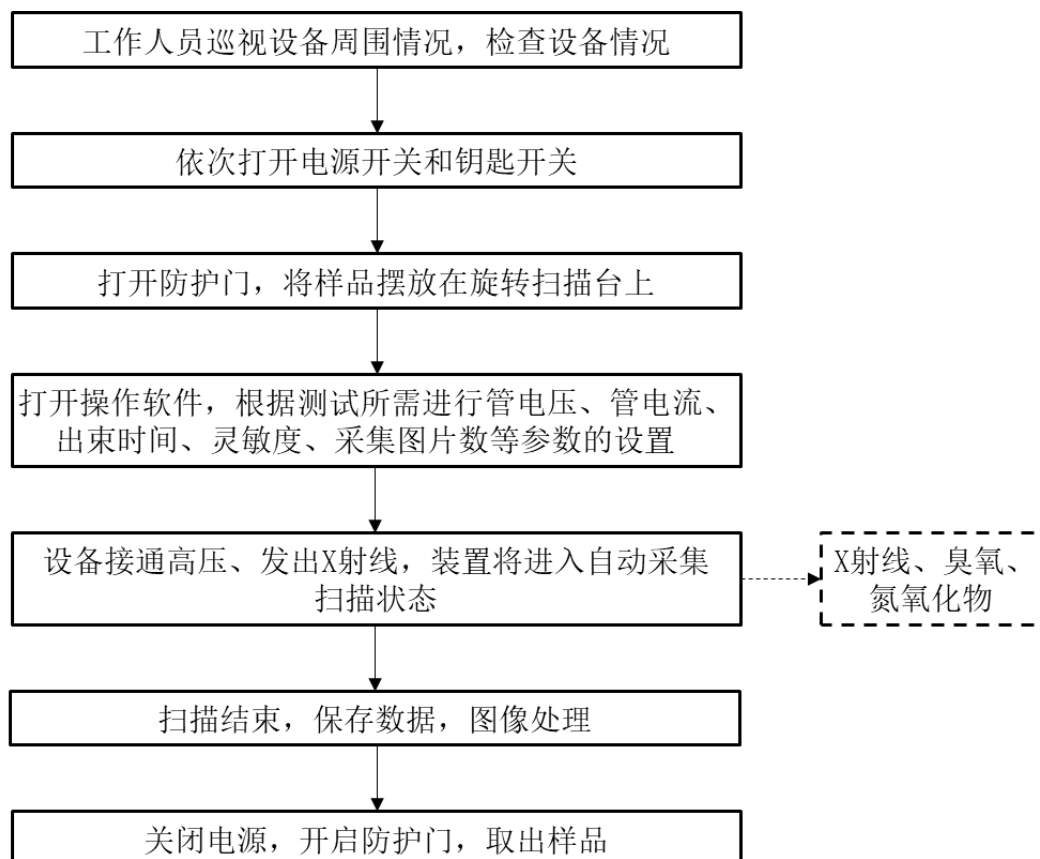 工作人员巡视设备周围情况，检查设备情况
依次打开电源开关和钥匙开关
打开防护门，将样品摆放在旋转扫描台上
打开操作软件，根据测试所需进行管电压、管电流、
出束时间、灵敏度、采集图片数等参数的设置
设备接通高压、发出X射线，装置将进入自动采集
扫描状态
X射线、臭氧、
氮氧化物
扫描结束，保存数据，图像处理
关闭电源，开启防护门，取出样品